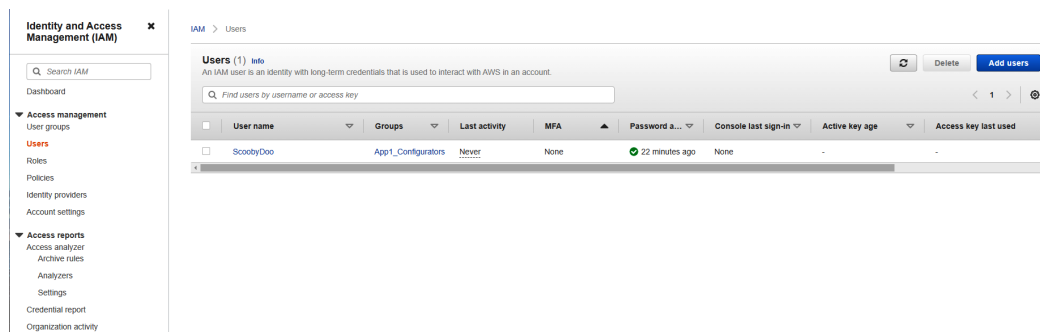 Identity and Access
Management (IAM)
Search IAM
Dashboard
Access management
User groups
Users
Roles
Policies
Identity providers
Account settings
Access reports
Access analyzer
Archive rules
Analyzers
Settings
Credential report
Organization activity
IAM > Users
Users (1) Info
An IAM user is an identity with long-term credentials that is used to interact with AWS in an account.
Delete
Add users
Find users by username or access key
1
User name Groups Last activity MFA Password a... Console last sign-in Active key age Access key last used
ScoobyDoo App1_Configurators Never None 22 minutes ago None - -